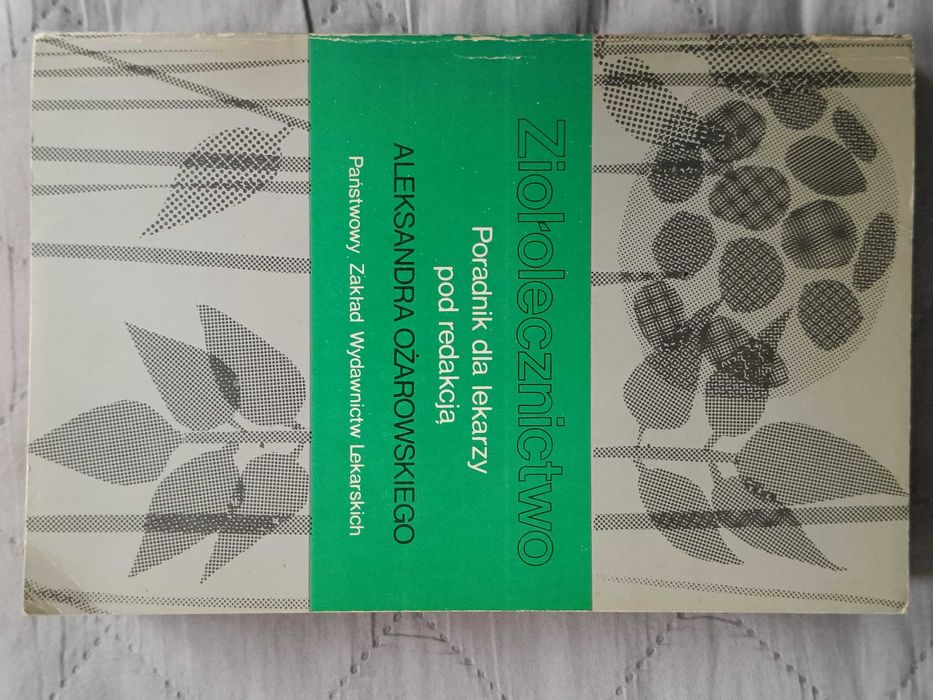 Ziołolecznictwo
Poradnik dla lekarzy
pod redakcją
ALEKSANDRA OŻAROWSKIEGO
Państwowy Zakład Wydawnictw Lekarskich